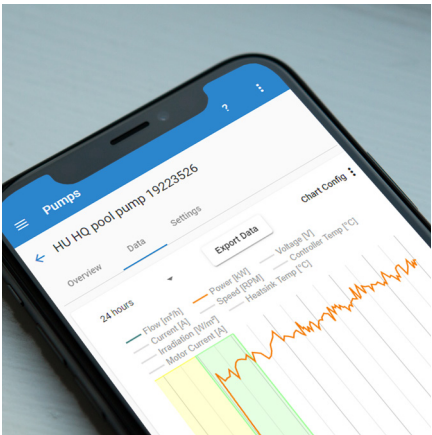 Pumps
?
HU HQ pool pump 19223526
Overview Data Settings
Export Data
Chart Config
24 hours
Flow [m³/h] Power [kW] Voltage [V]
Current [A] Speed [RPM] Controller Temp [°C]
Irradiation [W/m²] Heatsink Temp [°C]
Motor Current [A]